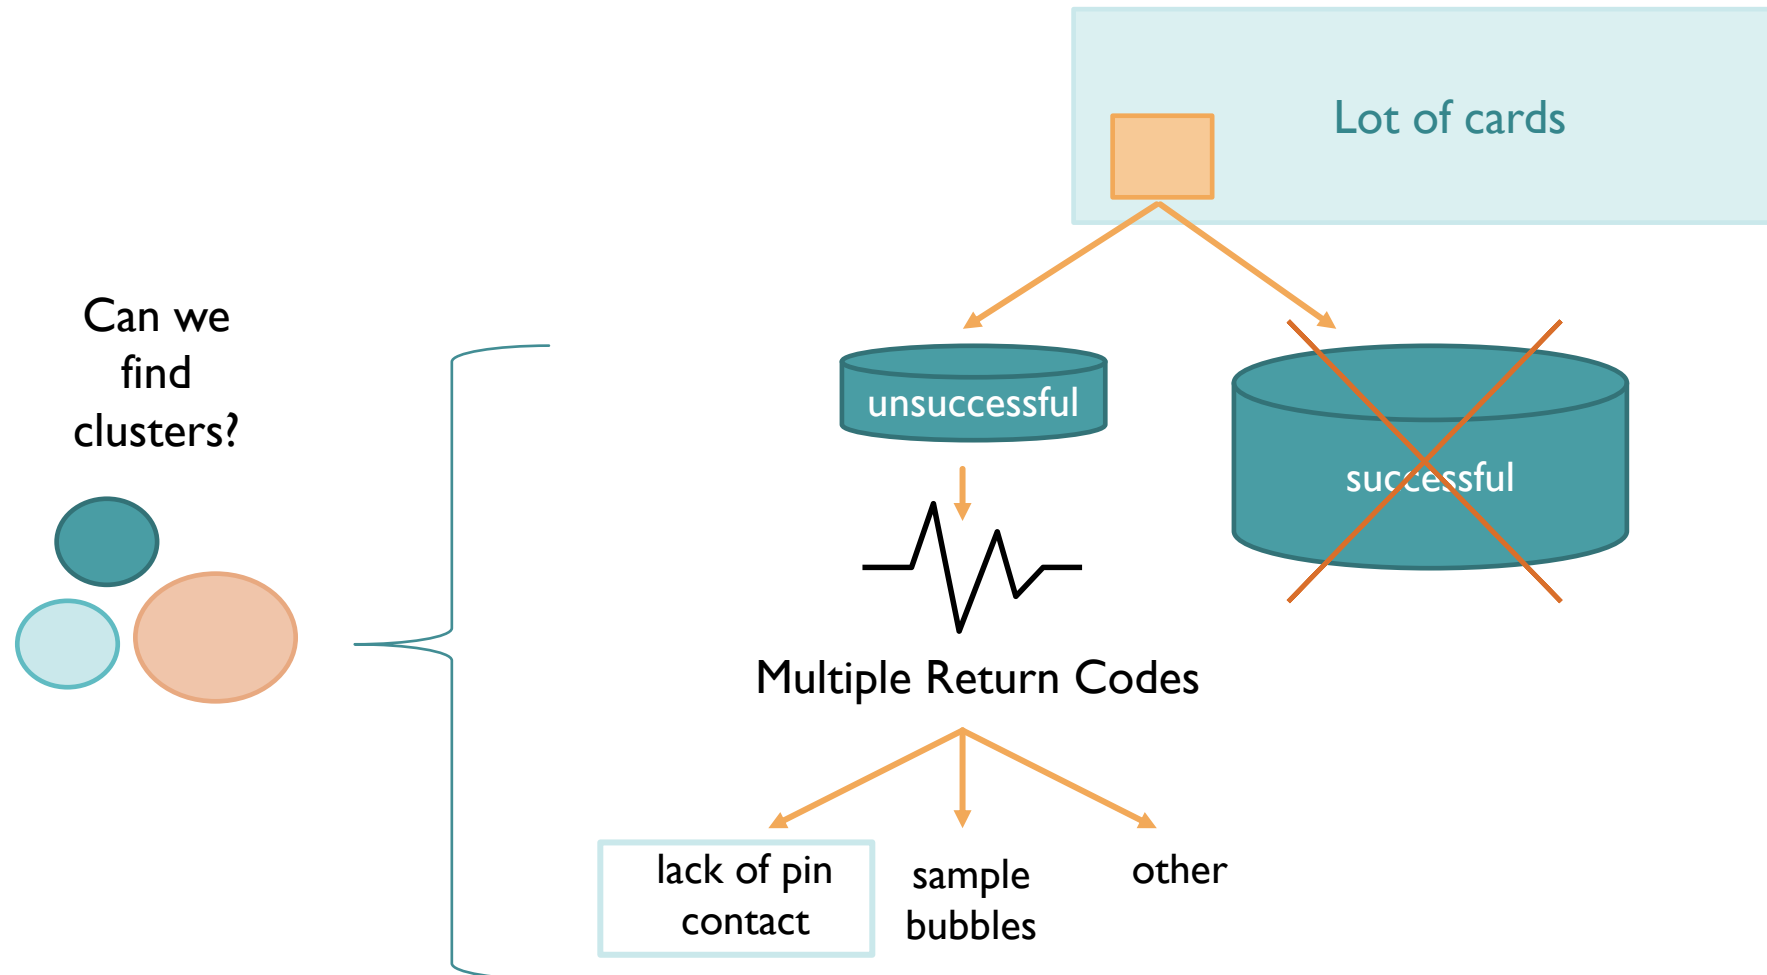 Lot of cards
Can we
find
clusters?
unsuccessful
successful
Multiple Return Codes
lack of pin
contact
sample
bubbles
other